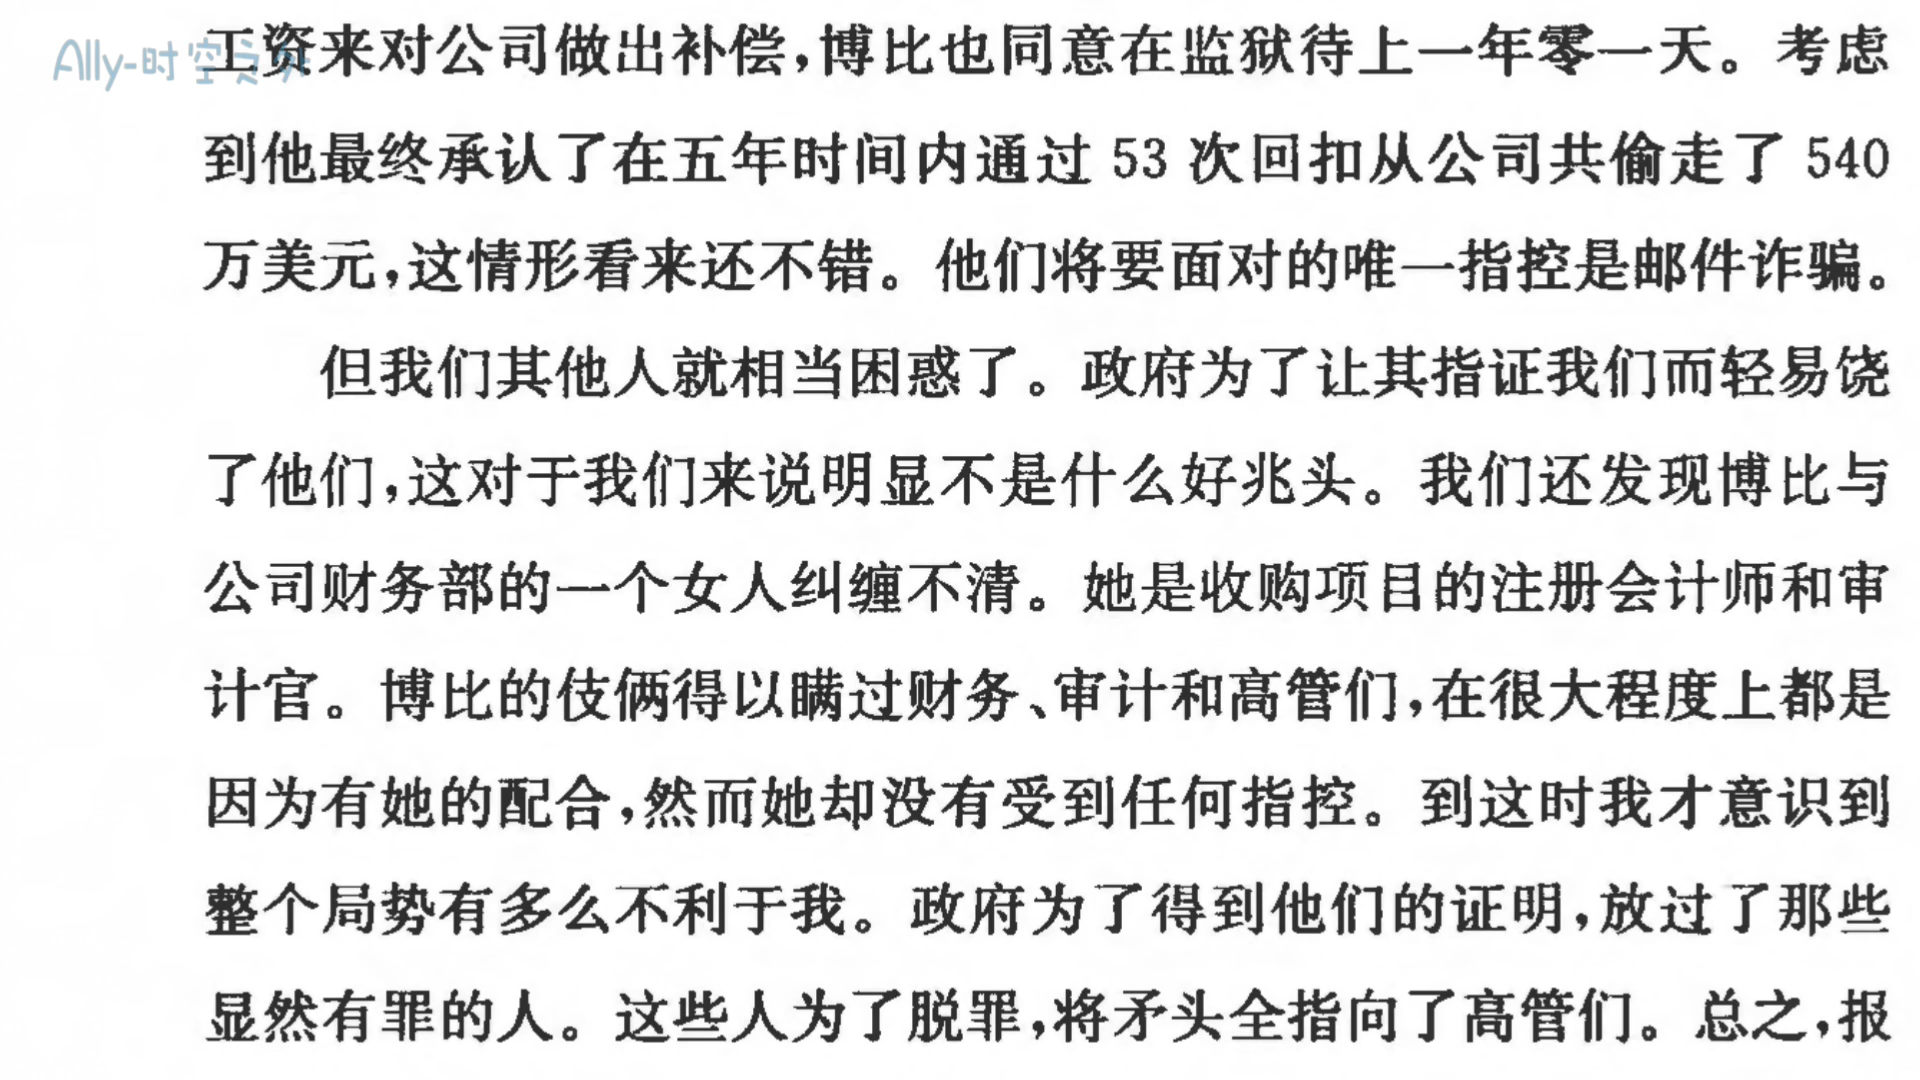 Ally-时空之外
工资来对公司做出补偿,博比也同意在监狱待上一年零一天。考虑
到他最终承认了在五年时间内通过 53 次回扣从公司共偷走了 540
万美元,这情形看来还不错。他们将要面对的唯一指控是邮件诈骗。
但我们其他人就相当困惑了。政府为了让其指证我们而轻易饶
了他们,这对于我们来说明显不是什么好兆头。我们还发现博比与
公司财务部的一个女人纠缠不清。她是收购项目的注册会计师和审
计官。博比的伎俩得以瞒过财务、审计和高管们,在很大程度上都是
因为有她的配合,然而她却没有受到任何指控。到这时我才意识到
整个局势有多么不利于我。政府为了得到他们的证明,放过了那些
显然有罪的人。这些人为了脱罪,将矛头全指向了高管们。总之,报